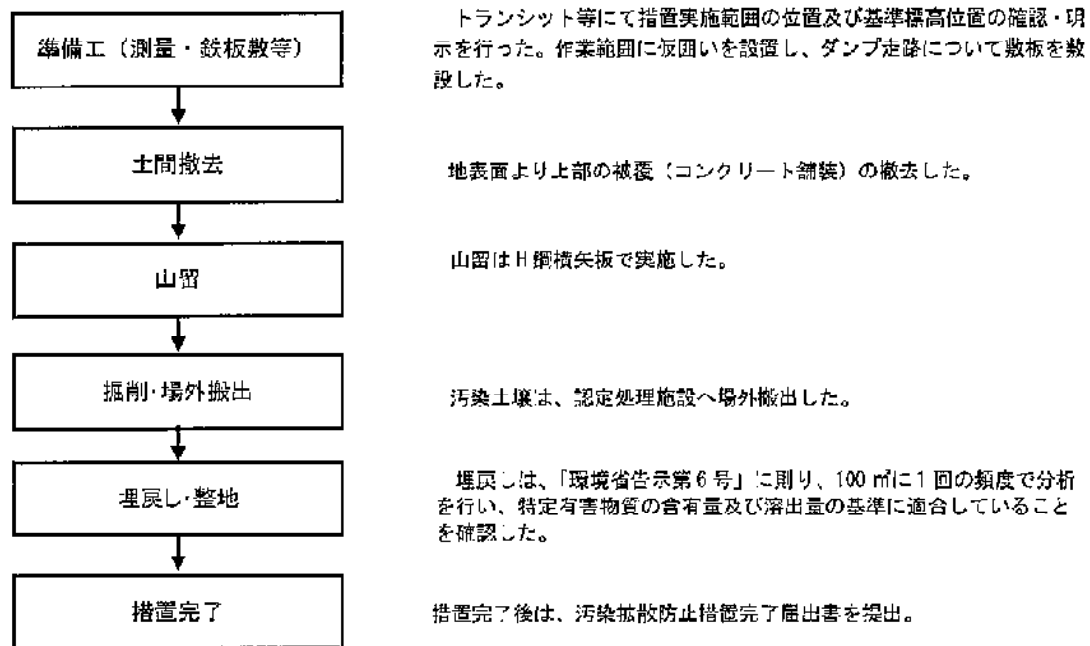 準備工（測量・鉄板敷等）
トランシット等にて措置実施範囲の位置及び基準標高位置の確認・明
示を行った。作業範囲に仮囲いを設置し、ダンプ走路について敷板を敷
設した。
土間撤去
地表面より上部の被覆（コンクリート舗装）の撤去した。
山留
山留はH鋼横矢板で実施した。
掘削・場外搬出
汚染土壌は、認定処理施設へ場外搬出した。
埋戻し・整地
埋戻しは、「環境省告示第6号」に則り、100 ㎥に1回の頻度で分析
を行い、特定有害物質の含有量及び溶出量の基準に適合していること
を確認した。
措置完了
措置完了後は、汚染拡散防止措置完了届出書を提出。